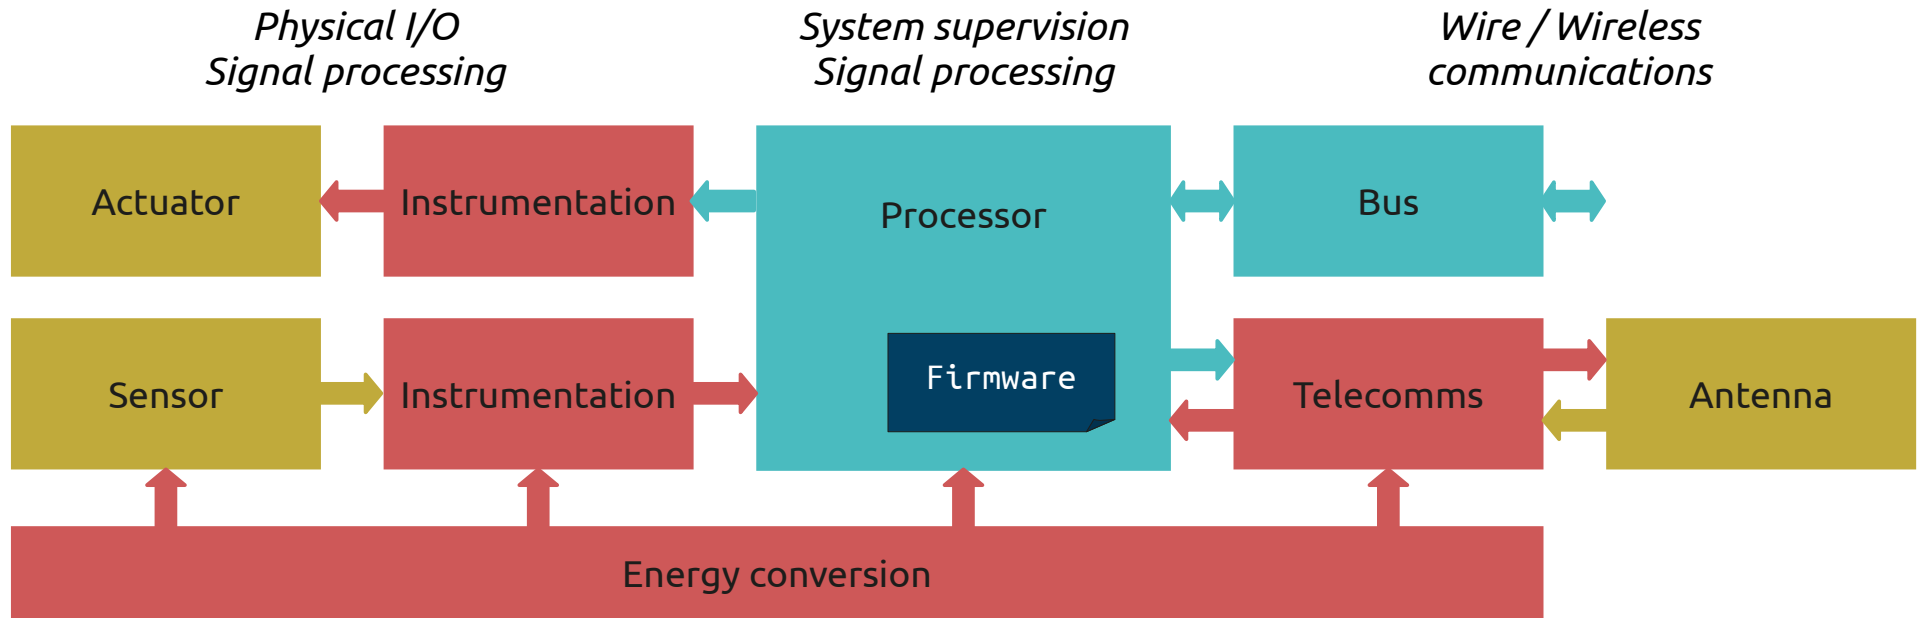 Physical I/O
Signal processing
System supervision
Signal processing
Wire / Wireless
communications
Actuator
Instrumentation
Processor
Bus
Sensor
Instrumentation
Firmware
Telecomms
Antenna
Energy conversion